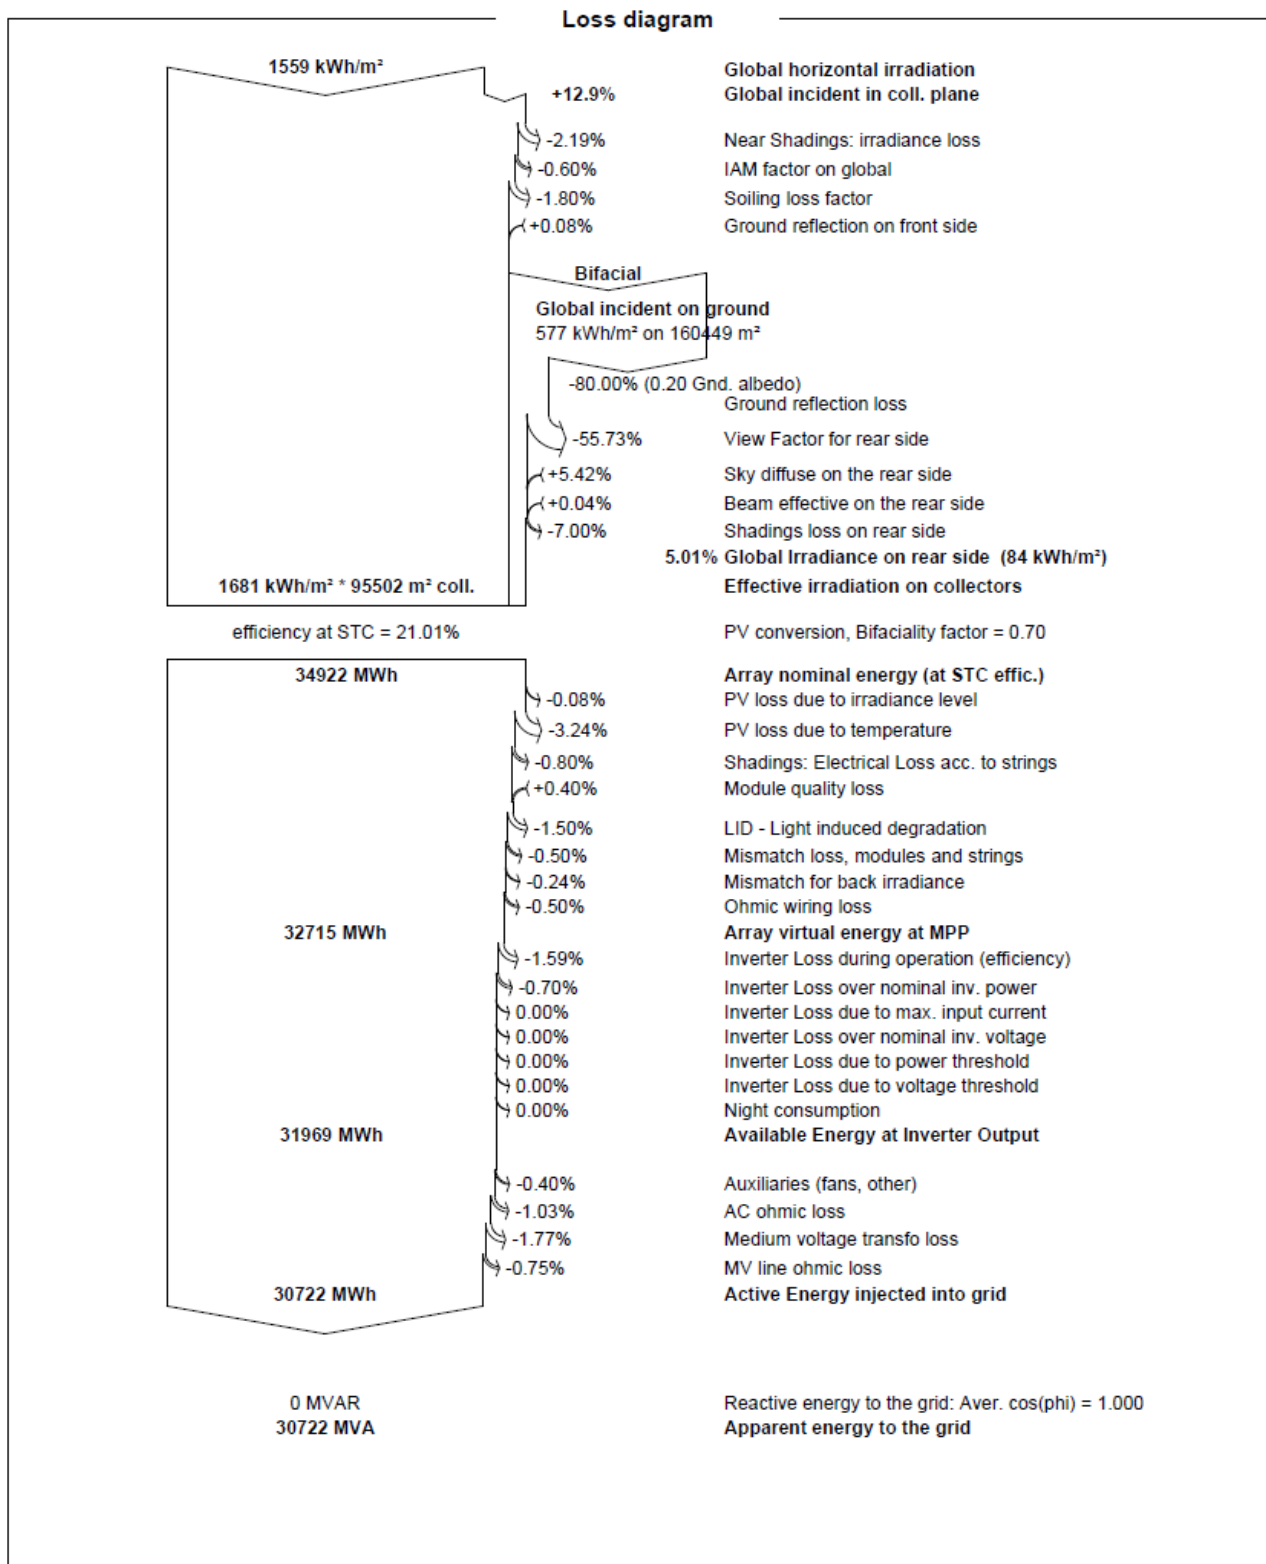 Loss diagram
1559 kWh/m²
Global horizontal irradiation
+12.9% Global incident in coll. plane
-2.19% Near Shadings: irradiance loss
-0.60% IAM factor on global
-1.80% Soiling loss factor
+0.08% Ground reflection on front side
Bifacial
Global incident on ground
577 kWh/m² on 160449 m²
-80.00% (0.20 Gnd. albedo)
Ground reflection loss
-55.73% View Factor for rear side
+5.42% Sky diffuse on the rear side
+0.04% Beam effective on the rear side
-7.00% Shadings loss on rear side
5.01% Global Irradiance on rear side (84 kWh/m²)
1681 kWh/m² * 95502 m² coll. Effective irradiation on collectors
efficiency at STC = 21.01% PV conversion, Bifaciality factor = 0.70
34922 MWh Array nominal energy (at STC effic.)
-0.08% PV loss due to irradiance level
-3.24% PV loss due to temperature
-0.80% Shadings: Electrical Loss acc. to strings
+0.40% Module quality loss
-1.50% LID - Light induced degradation
-0.50% Mismatch loss, modules and strings
-0.24% Mismatch for back irradiance
-0.50% Ohmic wiring loss
32715 MWh Array virtual energy at MPP
-1.59% Inverter Loss during operation (efficiency)
-0.70% Inverter Loss over nominal inv. power
0.00% Inverter Loss due to max. input current
0.00% Inverter Loss over nominal inv. voltage
0.00% Inverter Loss due to power threshold
0.00% Inverter Loss due to voltage threshold
0.00% Night consumption
31969 MWh Available Energy at Inverter Output
-0.40% Auxiliaries (fans, other)
-1.03% AC ohmic loss
-1.77% Medium voltage transfo loss
-0.75% MV line ohmic loss
30722 MWh Active Energy injected into grid
0 MVAR Reactive energy to the grid: Aver. cos(phi) = 1.000
30722 MVA Apparent energy to the grid